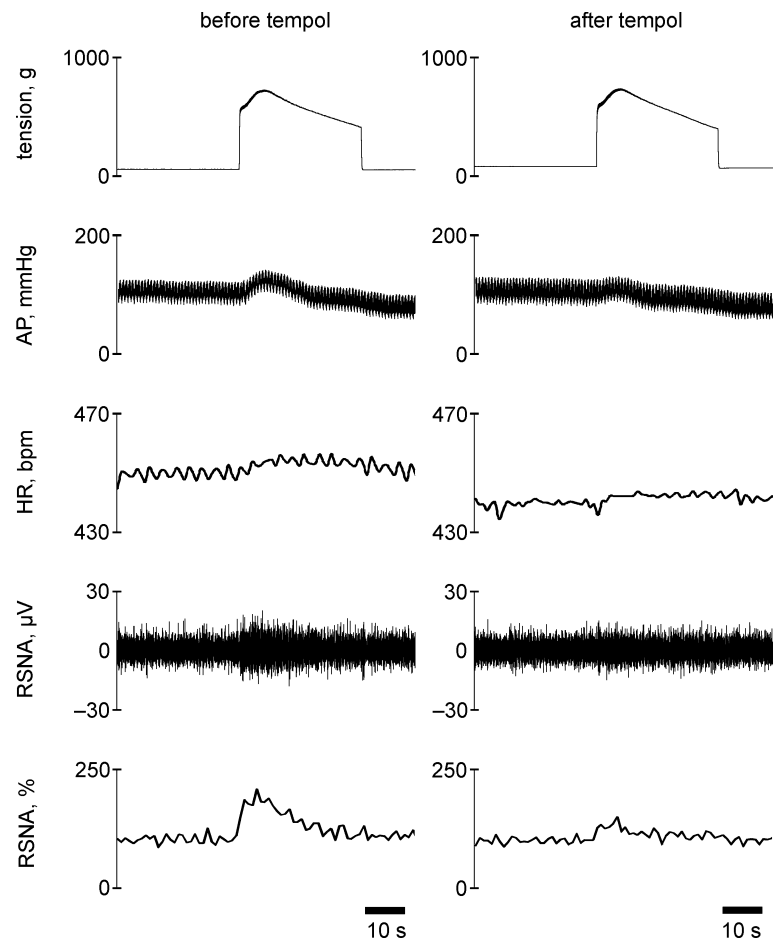 before tempol
after tempol
tension, g
1000
0
1000
0
AP, mmHg
200
0
200
0
HR, bpm
470
430
470
430
RSNA, µV
30
0
–30
30
0
–30
RSNA, %
250
0
250
0
10 s
10 s